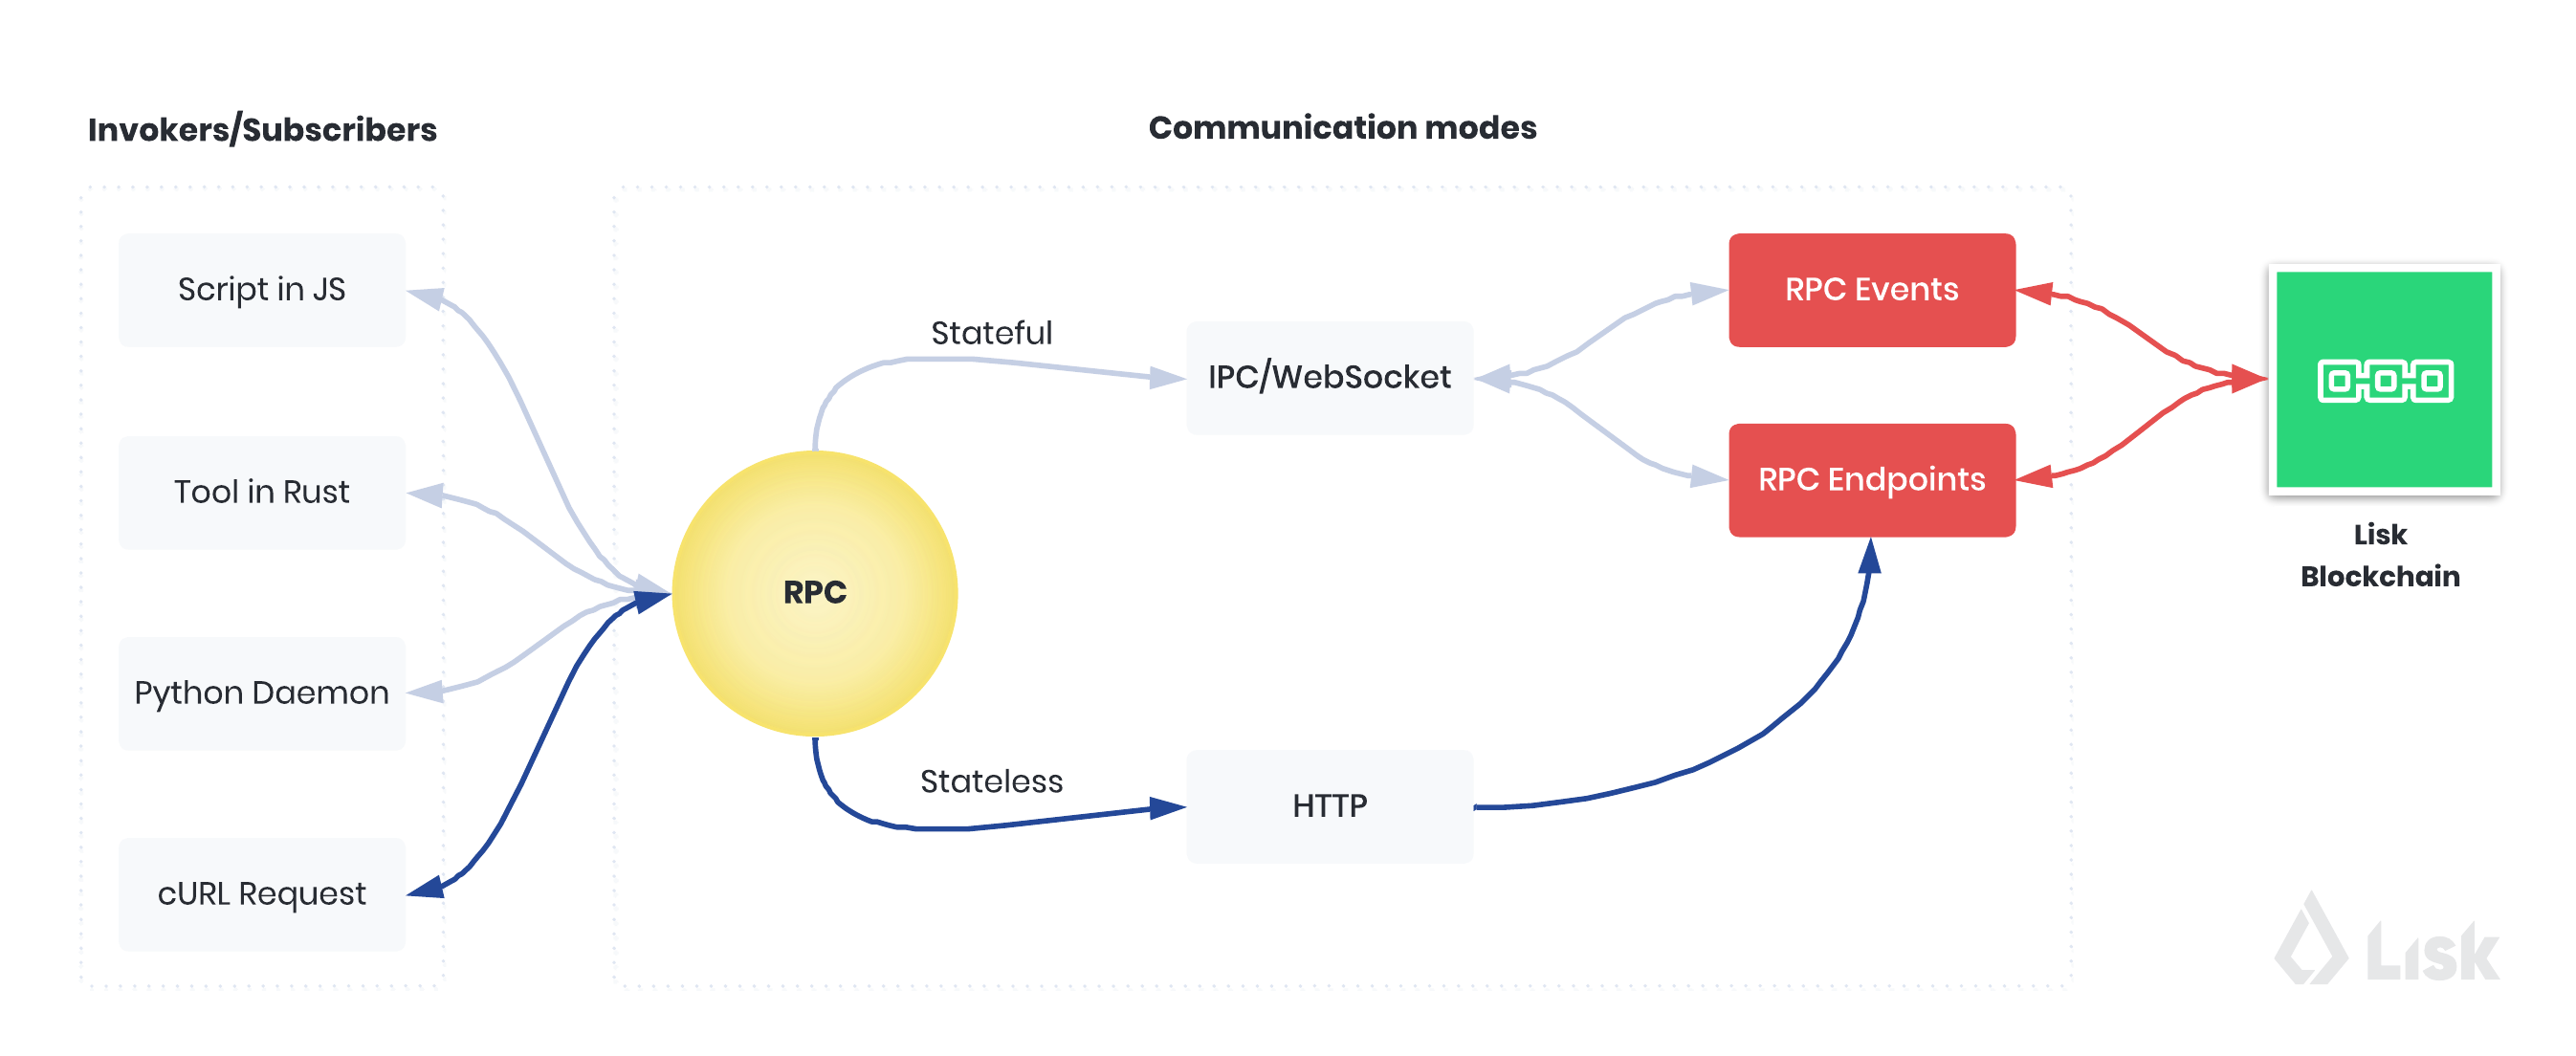 Invokers/Subscribers
Communication modes
Script in JS
Tool in Rust
Python Daemon
cURL Request
RPC
Stateful
Stateless
IPC/WebSocket
HTTP
RPC Events
RPC Endpoints
Lisk
Blockchain
Lisk